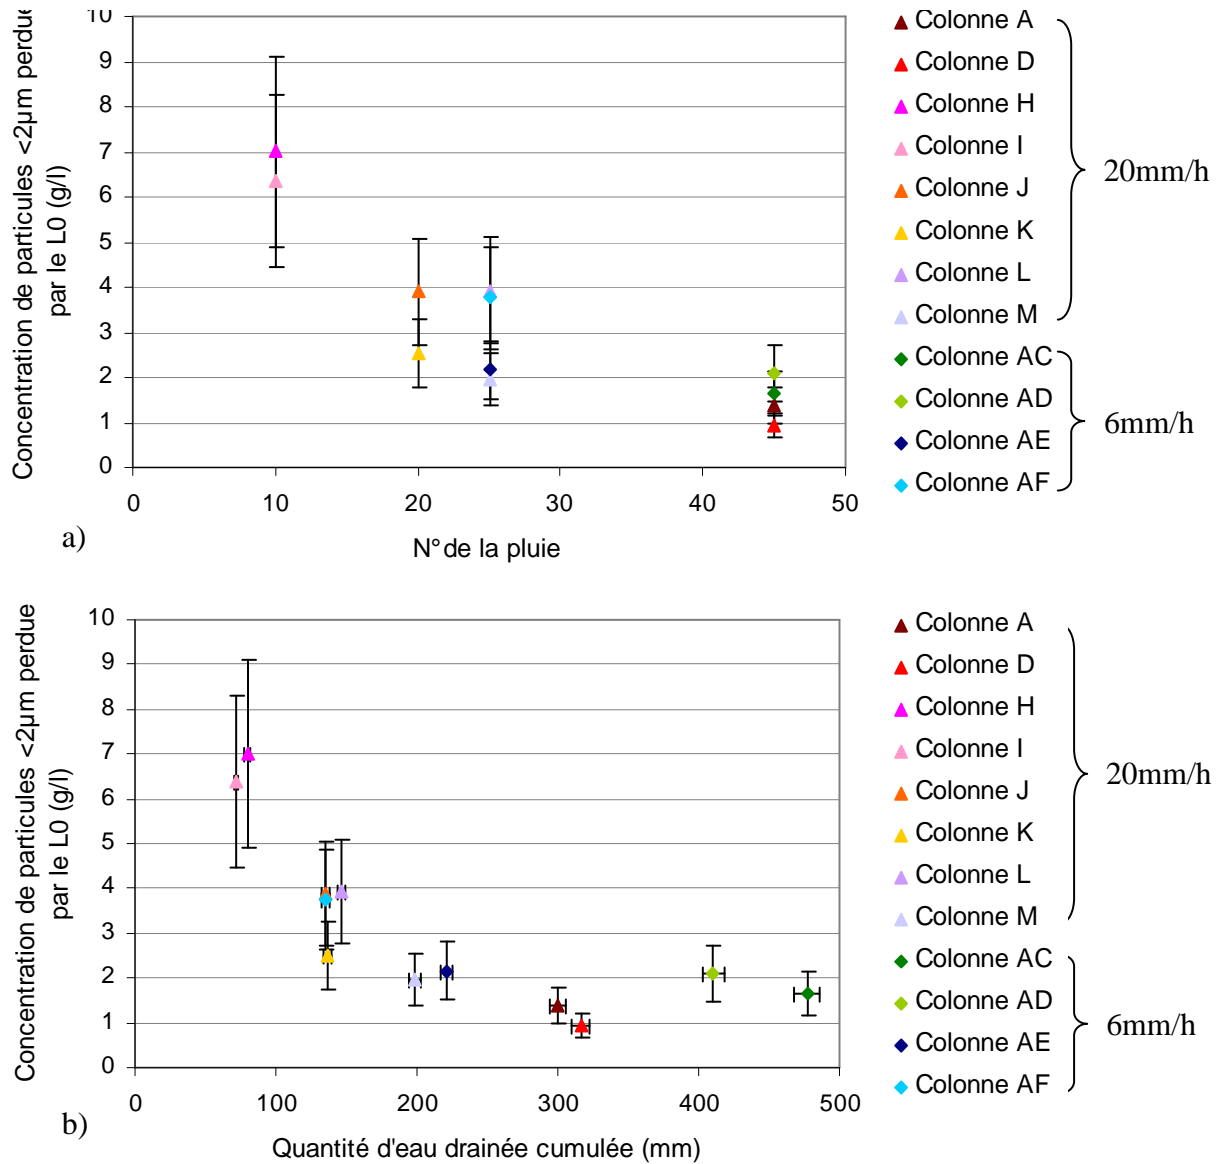 Concentration de particules <2µm perdue
par le L0 (g/l)
10
9
8
7
6
5
4
3
2
1
0
0
10
20
30
40
50
N° de la pluie
a)
Colonne A
Colonne D
Colonne H
Colonne I
Colonne J
Colonne K
Colonne L
Colonne M
Colonne AC
Colonne AD
Colonne AE
Colonne AF
20mm/h
6mm/h
Concentration de particules <2µm perdue
par le L0 (g/l)
10
9
8
7
6
5
4
3
2
1
0
0
100
200
300
400
500
Quantité d'eau drainée cumulée (mm)
b)
Colonne A
Colonne D
Colonne H
Colonne I
Colonne J
Colonne K
Colonne L
Colonne M
Colonne AC
Colonne AD
Colonne AE
Colonne AF
20mm/h
6mm/h